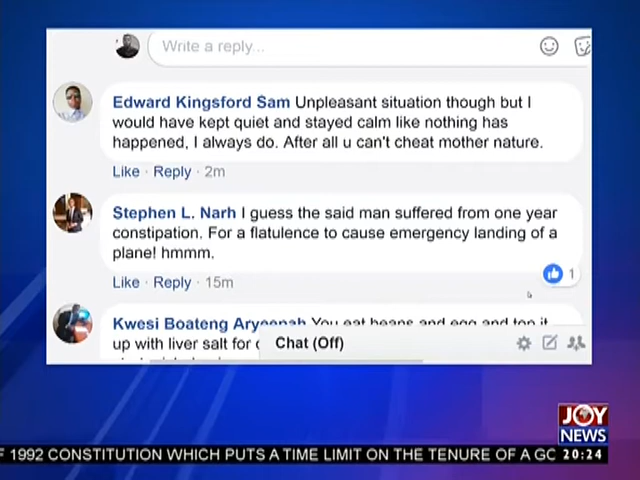 Write a reply...
Edward Kingsford Sam Unpleasant situation though but I
would have kept quiet and stayed calm like nothing has
happened, I always do. After all u can't cheat mother nature.
Like · Reply · 2m
Stephen L. Narh I guess the said man suffered from one year
constipation. For a flatulence to cause emergency landing of a
plane! hmmm.
Like · Reply · 15m
1
Kwesi Boateng Aryeepah You eat beans and egg and top it
up with liver salt for
Chat (Off)
JOY
NEWS
F 1992 CONSTITUTION WHICH PUTS A TIME LIMIT ON THE TENURE OF A GO
20:24